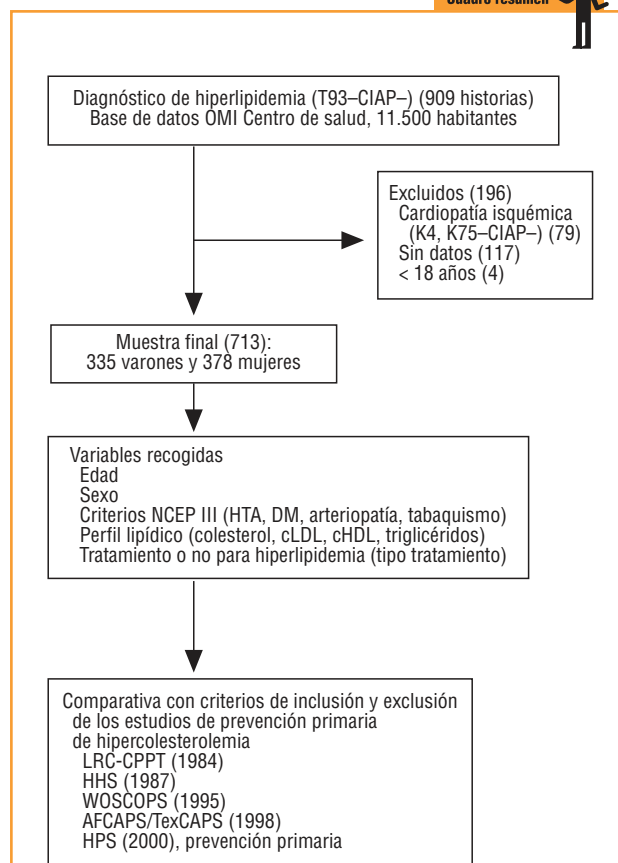 Cuadro resumen
Diagnóstico de hiperlipidemia (T93–CIAP–) (909 historias)
Base de datos OMI Centro de salud, 11.500 habitantes
Excluidos (196)
Cardiopatía isquémica
(K4, K75–CIAP–) (79)
Sin datos (117)
< 18 años (4)
Muestra final (713):
335 varones y 378 mujeres
Variables recogidas
Edad
Sexo
Criterios NCEP III (HTA, DM, arteriopatía, tabaquismo)
Perfil lipídico (colesterol, cLDL, cHDL, triglicéridos)
Tratamiento o no para hiperlipidemia (tipo tratamiento)
Comparativa con criterios de inclusión y exclusión
de los estudios de prevención primaria
de hipercolesterolemia
LRC-CPPT (1984)
HHS (1987)
WOSCOPS (1995)
AFCAPS/TexCAPS (1998)
HPS (2000), prevención primaria